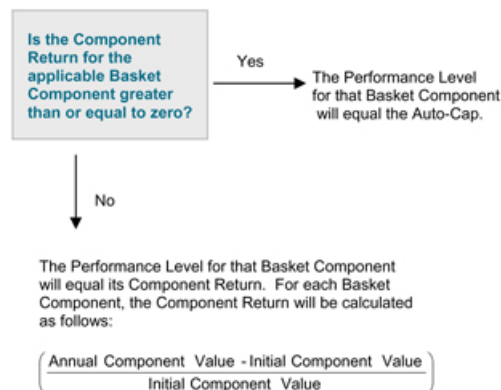 Is the Component
Return for the
applicable Basket
Component greater
than or equal to zero?
Yes
The Performance Level
for that Basket Component
will equal the Auto-Cap.
No
The Performance Level for that Basket Component
will equal its Component Return. For each Basket
Component, the Component Return will be calculated
as follows:
Annual Component Value - Initial Component Value
Initial Component Value